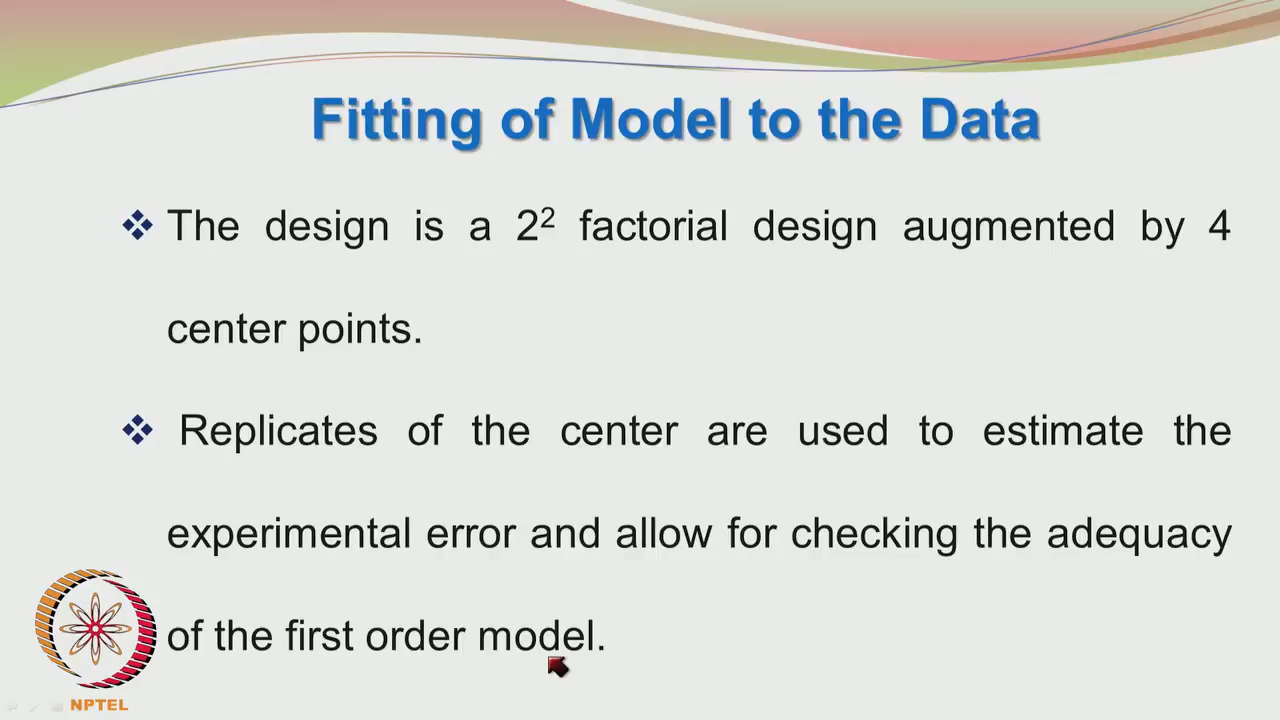 Fitting of Model to the Data
❖ The design is a 2² factorial design augmented by 4
center points.
❖ Replicates of the center are used to estimate the
experimental error and allow for checking the adequacy
of the first order model.
NPTEL